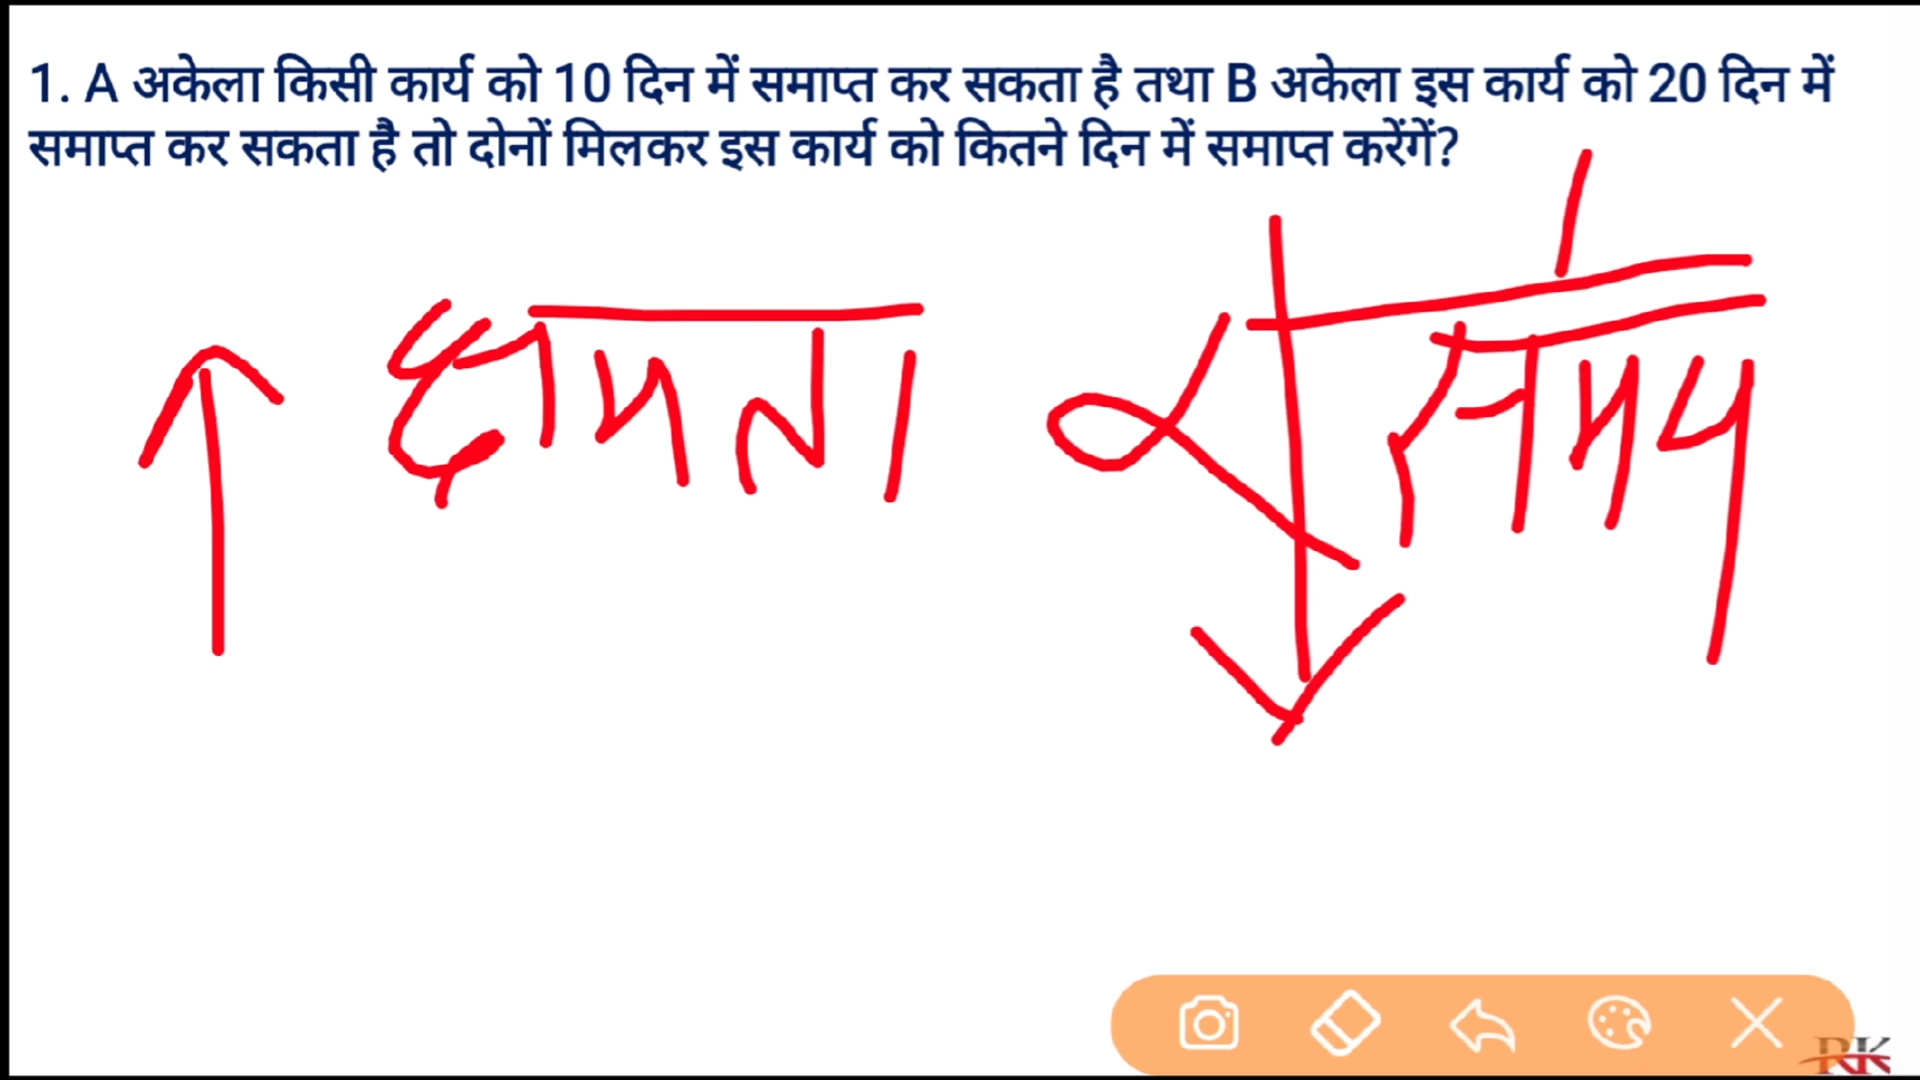 1. A अकेला किसी कार्य को 10 दिन में समाप्त कर सकता है तथा B अकेला इस कार्य को 20 दिन में
समाप्त कर सकता है तो दोनों मिलकर इस कार्य को कितने दिन में समाप्त करेंगें?
↑ क्षमता ∝ ↓ 1/समय
RK